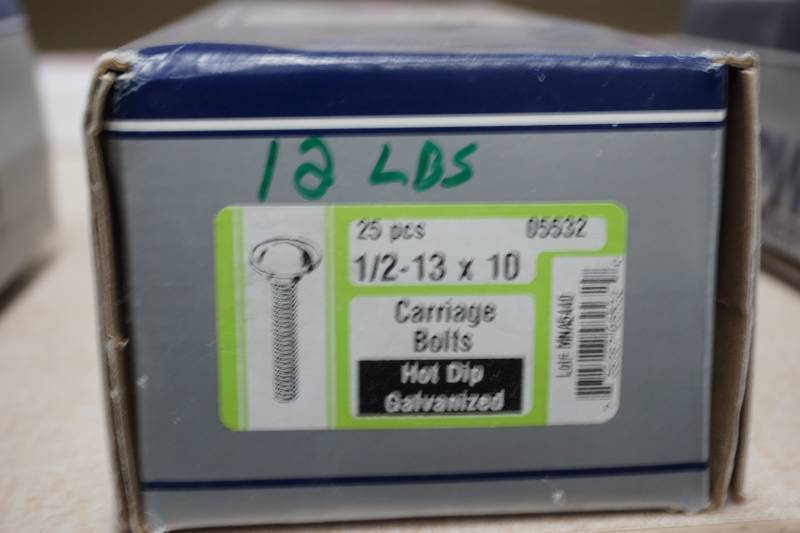 12 LBS
25 pcs 05532
1/2-13 x 10
Carriage
Bolts
Hot Dip
Galvanized